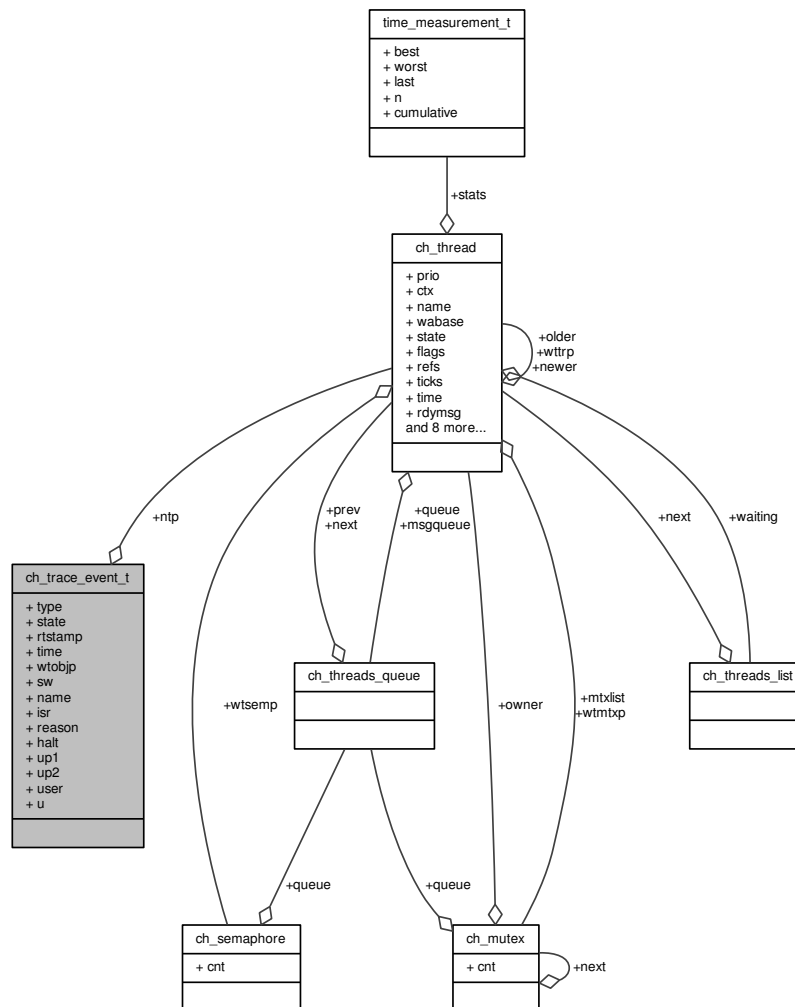 time_measurement_t
+ best
+ worst
+ last
+ n
+ cumulative
+stats
ch_thread
+ prio
+ ctx
+ name
+ wabase
+ state
+ flags
+ refs
+ ticks
+ time
+ rdymsg
and 8 more...
+older
+wttrp
+newer
+ntp
+prev
+next
+queue
+msgqueue
+next
+waiting
ch_trace_event_t
+ type
+ state
+ rtstamp
+ time
+ wtobjp
+ sw
+ name
+ isr
+ reason
+ halt
+ up1
+ up2
+ user
+ u
ch_threads_queue
ch_threads_list
+wtsemp
+owner
+mtxlist
+wtmtxp
+queue
+queue
ch_semaphore
+ cnt
ch_mutex
+ cnt
+next